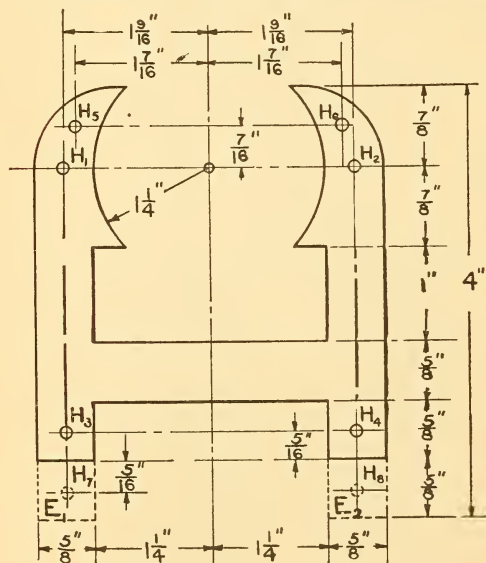 1 9/16" 1 9/16"
1 7/16" 1 7/16"
H5 H6
7/16" 7/8"
H1 H2
1 1/4" 7/8"
1" 4"
5/8"
H3 H4 5/8"
5/16"
H7 5/16" H8 5/8"
E1 E2
5/8" 1 1/4" 1 1/4" 5/8"